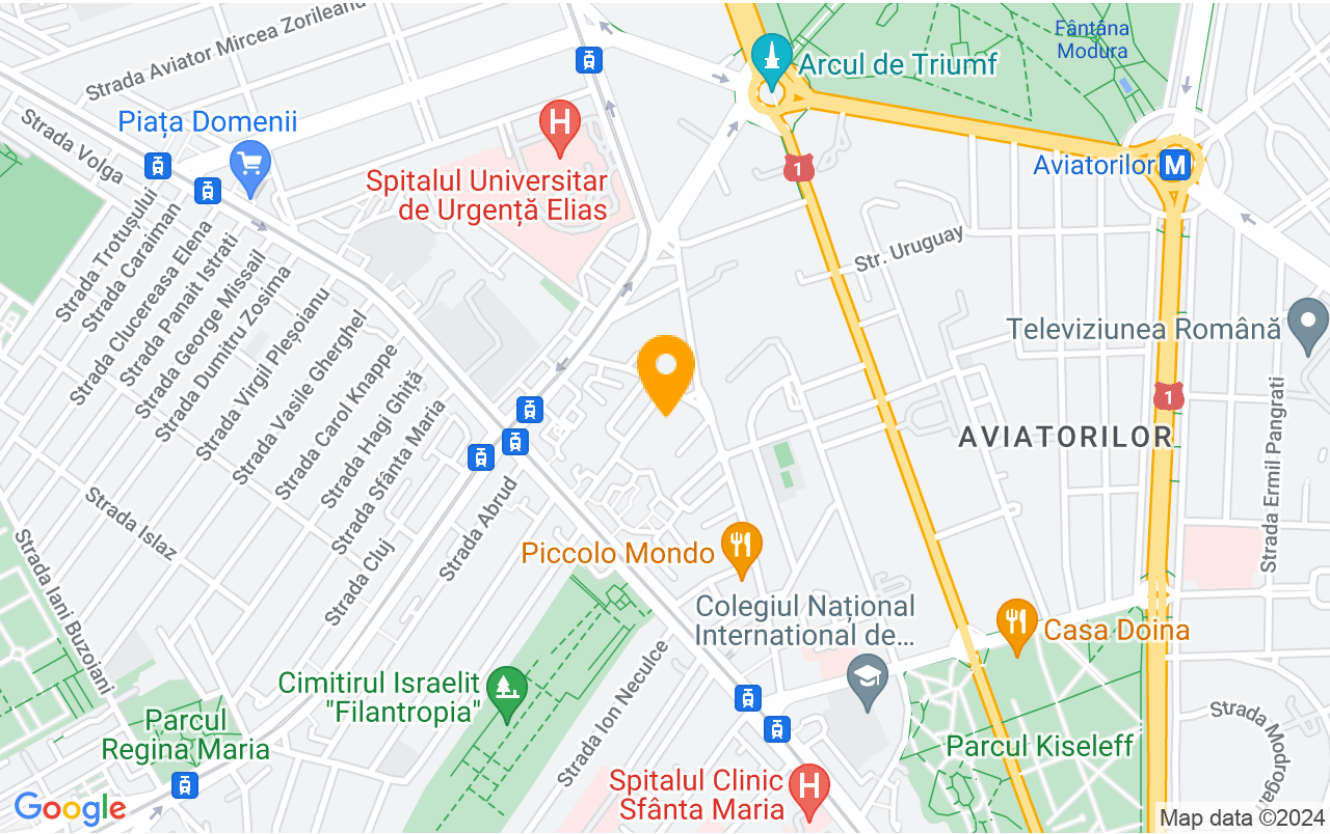 Strada Aviator Mircea Zorileanu
Fântâna
Modura
Arcul de Triumf
Strada Volga
Piața Domenii
H
Spitalul Universitar
de Urgență Elias
1
Aviatorilor M
Str. Uruguay
Strada Trotușului
Strada Caraiman
Strada Clucereasa Elena
Strada Panait Istrati
Strada George Missail
Strada Dumitru Zosima
Strada Virgil Pleșoianu
Strada Vasile Gherghel
Strada Carol Knappe
Strada Hagi Ghiță
Strada Sfânta Maria
Televiziunea Română
1
AVIATORILOR
Strada Ermil Pangrati
Strada Islaz
Strada Abrud
Strada Cluj
Strada Iani Buzoiani
Piccolo Mondo
Colegiul Național
International de...
Casa Doina
Cimitirul Israelit
"Filantropia"
Strada Ion Neculce
Parcul
Regina Maria
Parcul Kiseleff
Strada Modrogan
Spitalul Clinic
Sfânta Maria
H
Google
Map data ©2024